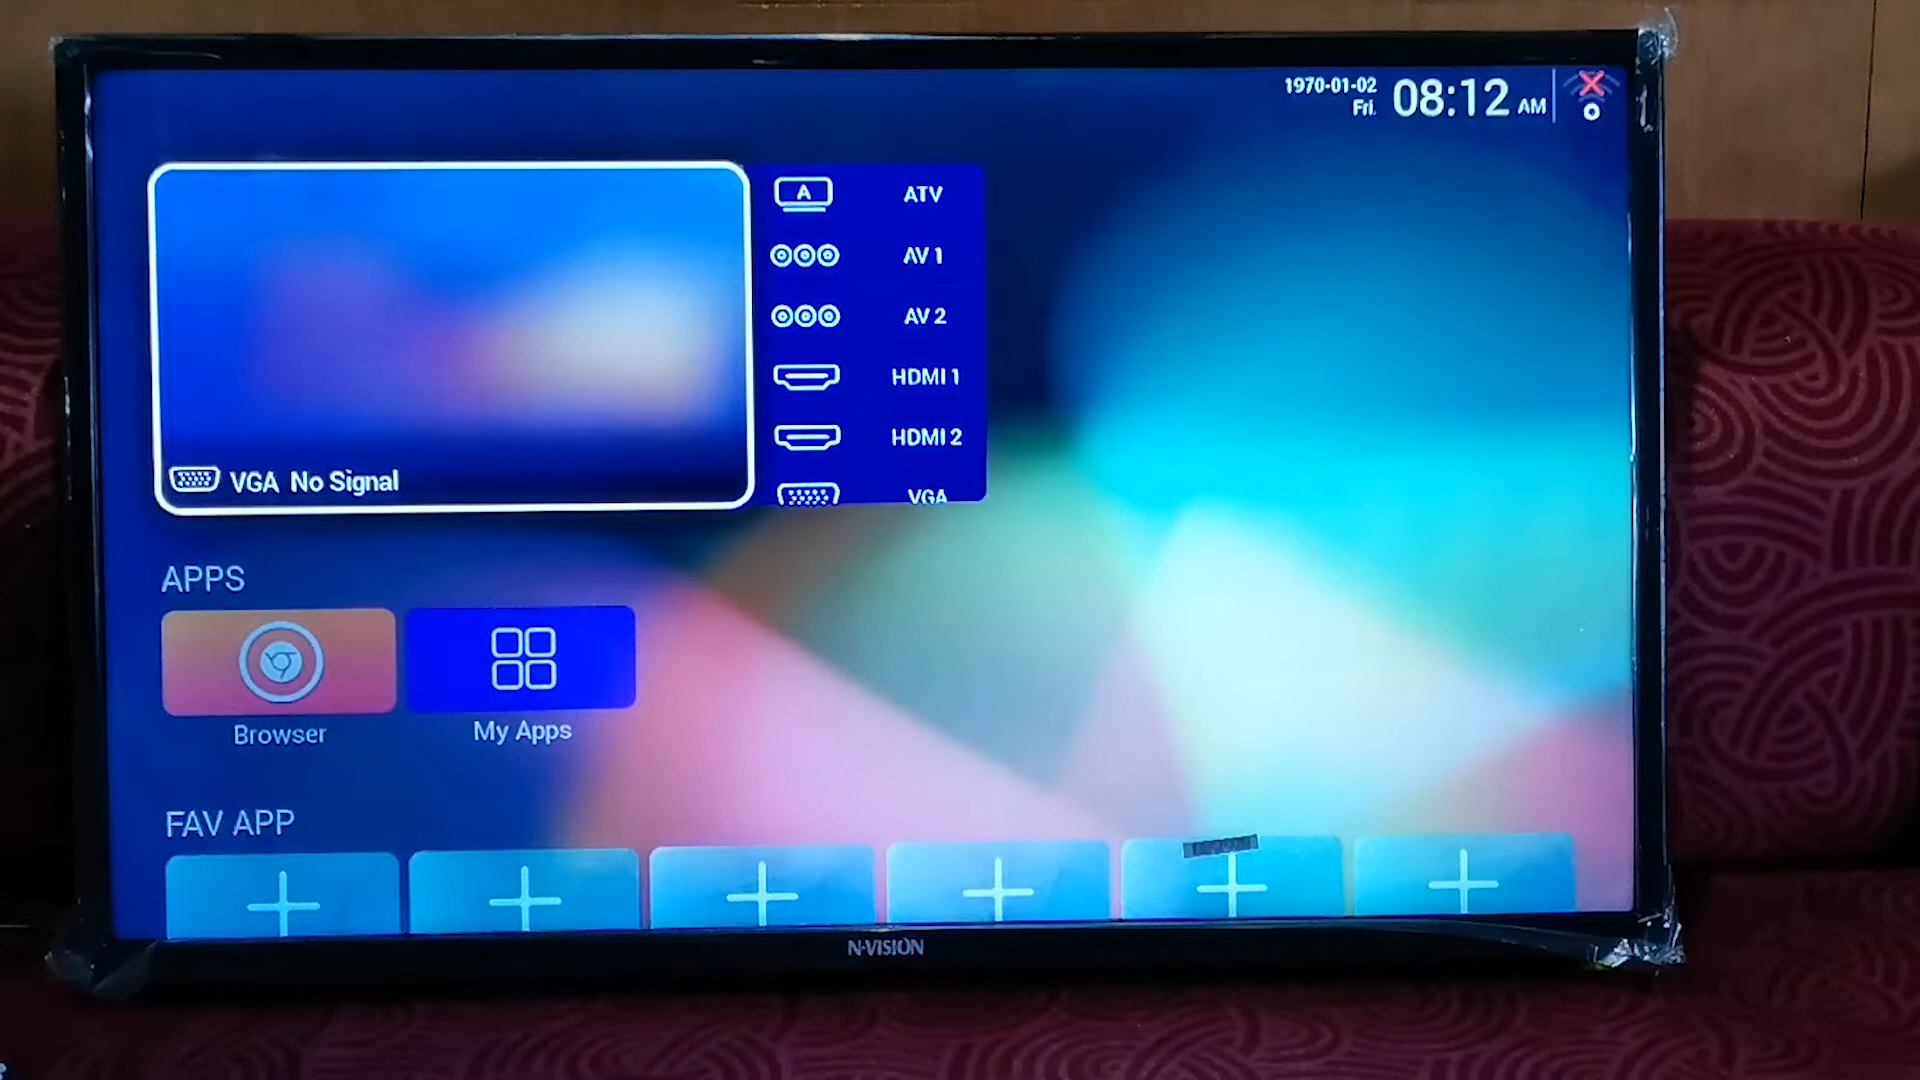 1970-01-02
Fri.
08:12 AM
A
ATV
AV 1
AV 2
HDMI 1
HDMI 2
VGA
VGA No Signal
APPS
Browser
My Apps
FAV APP
N-VISION